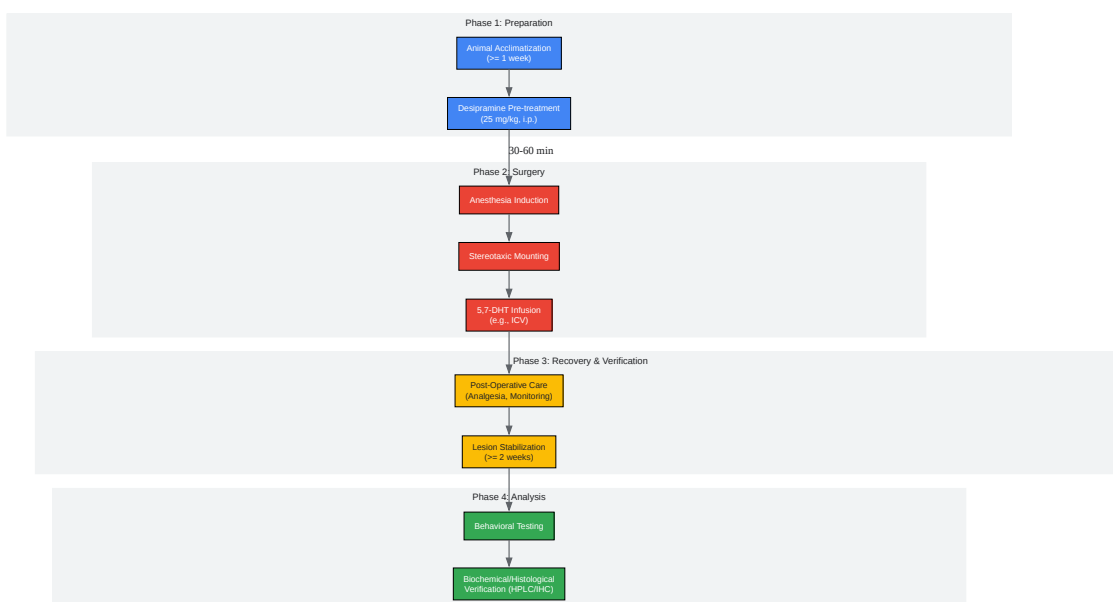 Phase 1: Preparation
Animal Acclimatization
(>= 1 week)
Desipramine Pre-treatment
(25 mg/kg, i.p.)
30-60 min
Phase 2: Surgery
Anesthesia Induction
Stereotaxic Mounting
5,7-DHT Infusion
(e.g., ICV)
Phase 3: Recovery & Verification
Post-Operative Care
(Analgesia, Monitoring)
Lesion Stabilization
(>= 2 weeks)
Phase 4: Analysis
Behavioral Testing
Biochemical/Histological
Verification (HPLC/IHC)